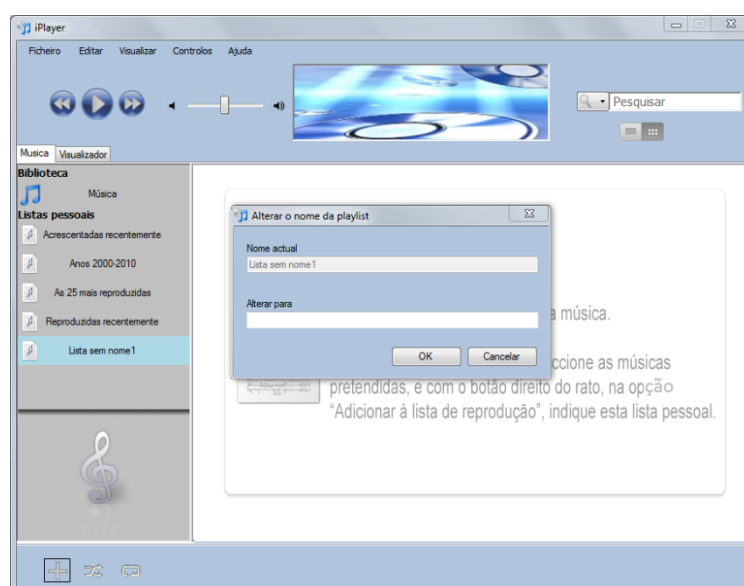 iPlayer
Ficheiro Editar Visualizar Controlos Ajuda
Pesquisar
Musica Visualizador
Biblioteca
Música
Listas pessoais
Acrescentadas recentemente
Anos 2000-2010
As 25 mais reproduzidas
Reproduzidas recentemente
Lista sem nome1
Alterar o nome da playlist
Nome actual
Lista sem nome1
Alterar para
OK Cancelar
a música.
ccione as músicas
pretendidas, e com o botão direito do rato, na opção
“Adicionar à lista de reprodução”, indique esta lista pessoal.